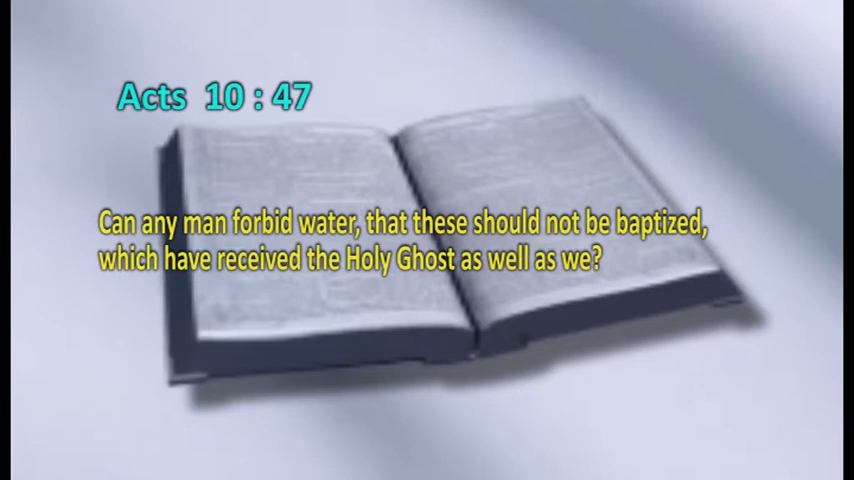 Acts 10 : 47
Can any man forbid water, that these should not be baptized,
which have received the Holy Ghost as well as we?